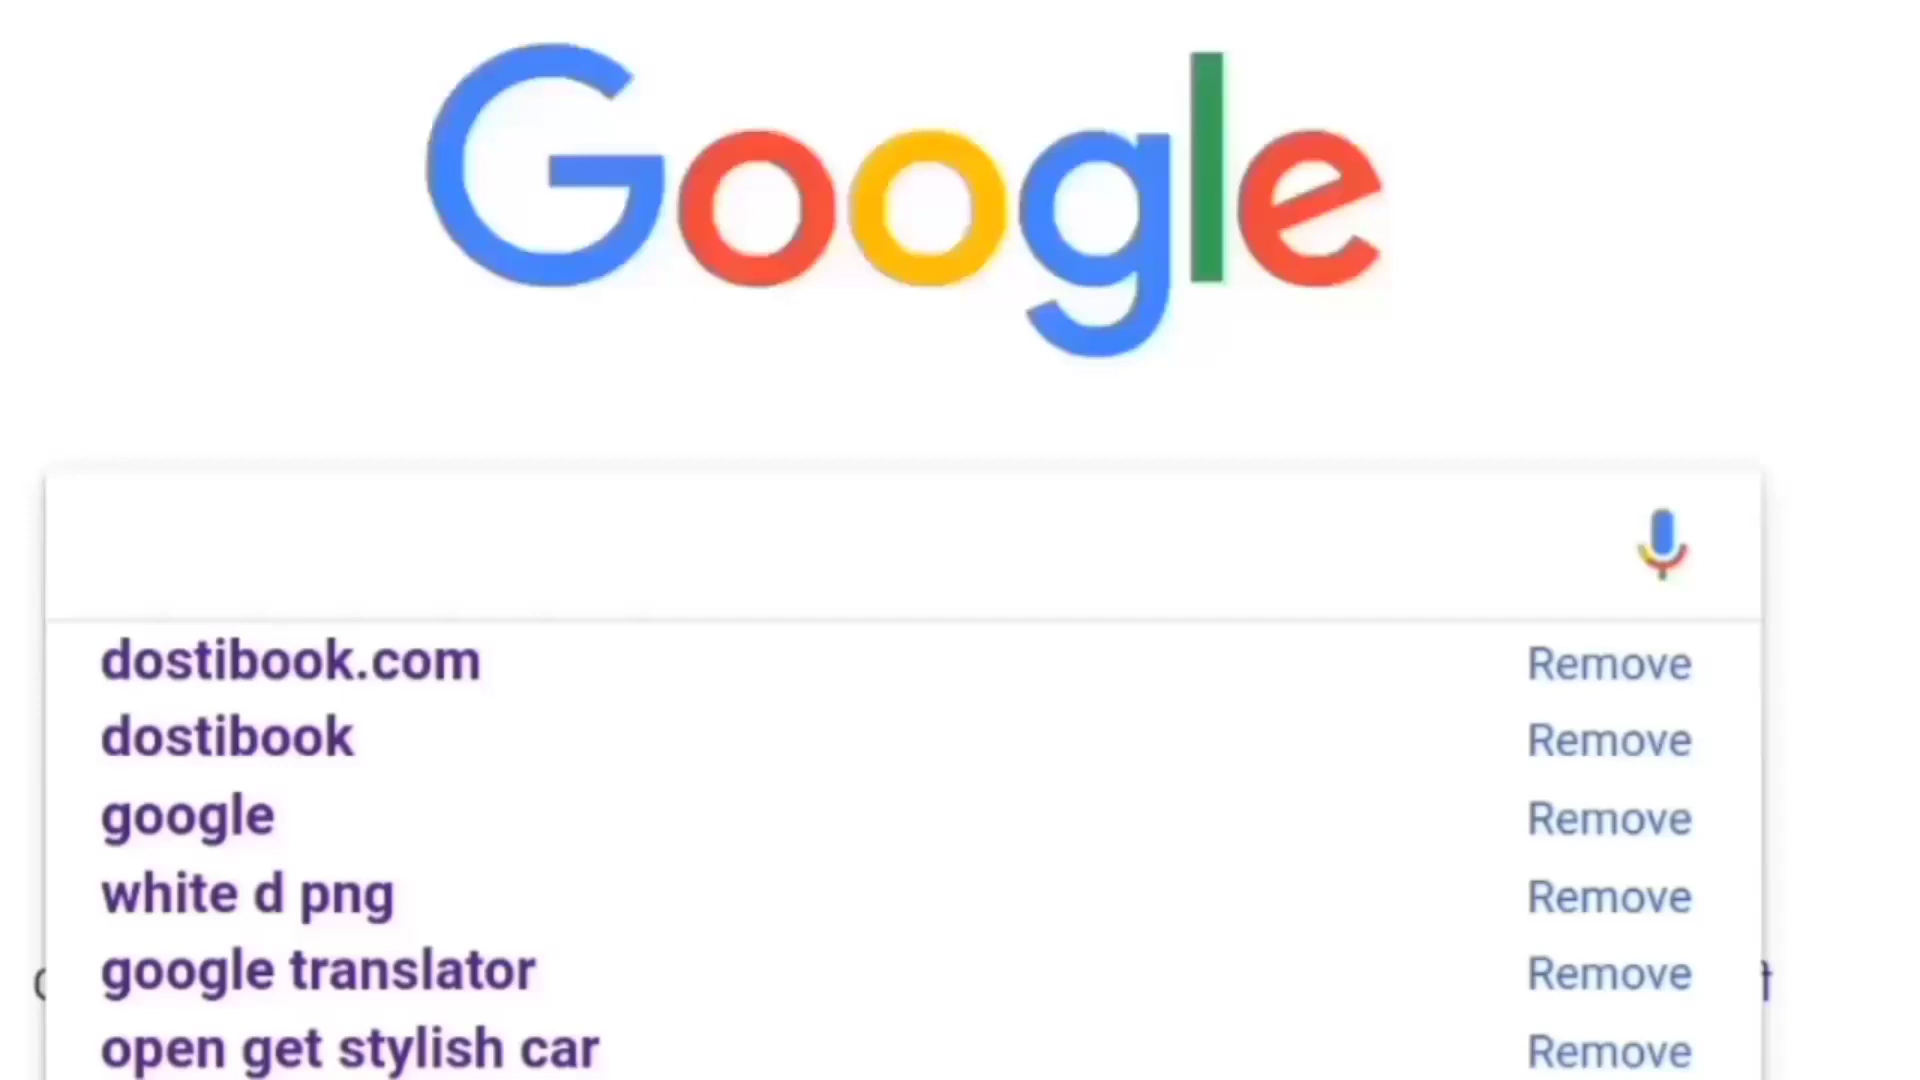 Google
dostibook.com Remove
dostibook Remove
google Remove
white d png Remove
google translator Remove
open get stylish car Remove